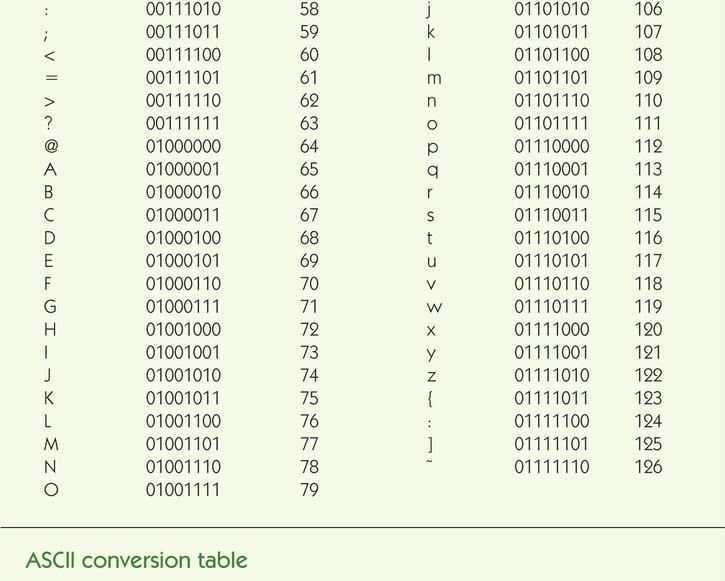 : 00111010 58 j 01101010 106
; 00111011 59 k 01101011 107
< 00111100 60 l 01101100 108
= 00111101 61 m 01101101 109
> 00111110 62 n 01101110 110
? 00111111 63 o 01101111 111
@ 01000000 64 p 01110000 112
A 01000001 65 q 01110001 113
B 01000010 66 r 01110010 114
C 01000011 67 s 01110011 115
D 01000100 68 t 01110100 116
E 01000101 69 u 01110101 117
F 01000110 70 v 01110110 118
G 01000111 71 w 01110111 119
H 01001000 72 x 01111000 120
I 01001001 73 y 01111001 121
J 01001010 74 z 01111010 122
K 01001011 75 { 01111011 123
L 01001100 76 : 01111100 124
M 01001101 77 ] 01111101 125
N 01001110 78 ~ 01111110 126
O 01001111 79
ASCII conversion table